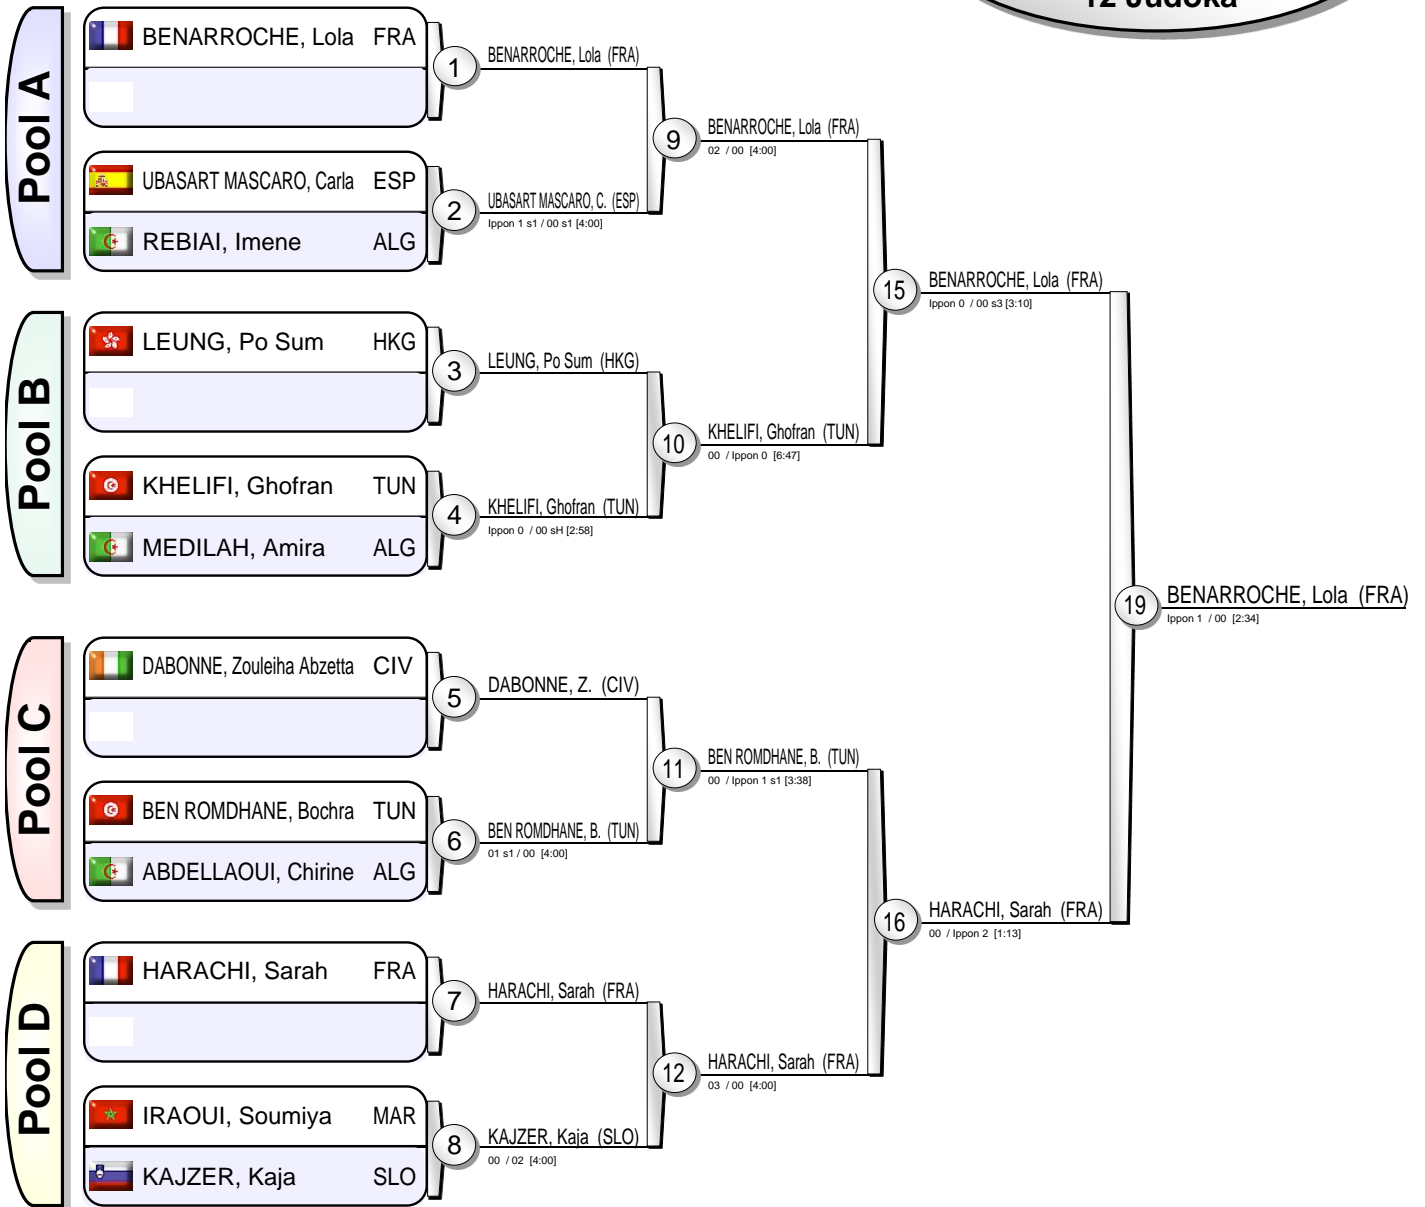 12 Judoka
Pool A
BENARROCHE, Lola FRA
1
BENARROCHE, Lola (FRA)
UBASART MASCARO, Carla ESP
REBIAI, Imene ALG
2
UBASART MASCARO, C. (ESP)
Ippon 1 s1 / 00 s1 [4:00]
9
BENARROCHE, Lola (FRA)
02 / 00 [4:00]
Pool B
LEUNG, Po Sum HKG
3
LEUNG, Po Sum (HKG)
KHELIFI, Ghofran TUN
MEDILAH, Amira ALG
4
KHELIFI, Ghofran (TUN)
Ippon 0 / 00 sH [2:58]
10
KHELIFI, Ghofran (TUN)
00 / Ippon 0 [6:47]
15
BENARROCHE, Lola (FRA)
Ippon 0 / 00 s3 [3:10]
Pool C
DABONNE, Zouleiha Abzetta CIV
5
DABONNE, Z. (CIV)
BEN ROMDHANE, Bochra TUN
ABDELLAOUI, Chirine ALG
6
BEN ROMDHANE, B. (TUN)
01 s1 / 00 [4:00]
11
BEN ROMDHANE, B. (TUN)
00 / Ippon 1 s1 [3:38]
Pool D
HARACHI, Sarah FRA
7
HARACHI, Sarah (FRA)
IRAOUI, Soumiya MAR
KAJZER, Kaja SLO
8
KAJZER, Kaja (SLO)
00 / 02 [4:00]
12
HARACHI, Sarah (FRA)
03 / 00 [4:00]
16
HARACHI, Sarah (FRA)
00 / Ippon 2 [1:13]
19
BENARROCHE, Lola (FRA)
Ippon 1 / 00 [2:34]